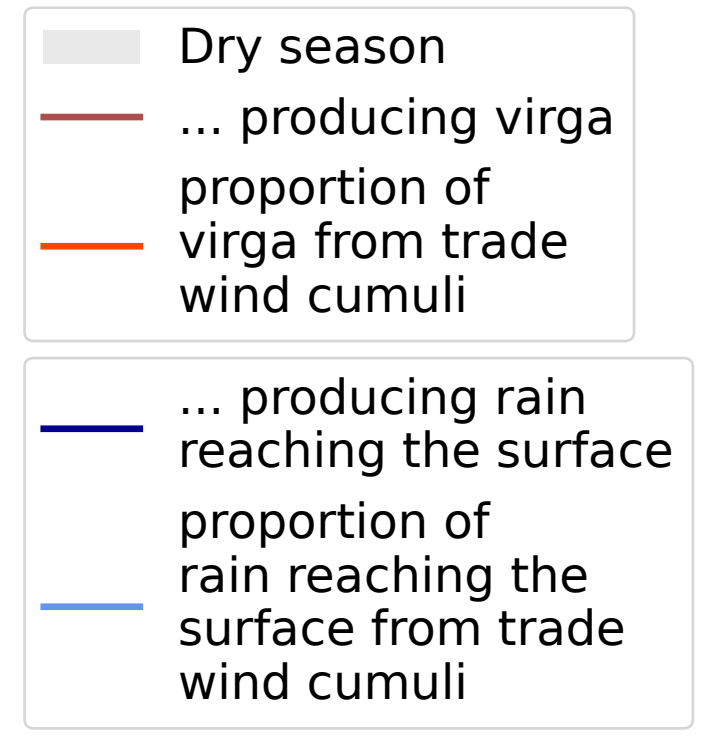 Dry season
... producing virga
proportion of
virga from trade
wind cumuli
... producing rain
reaching the surface
proportion of
rain reaching the
surface from trade
wind cumuli